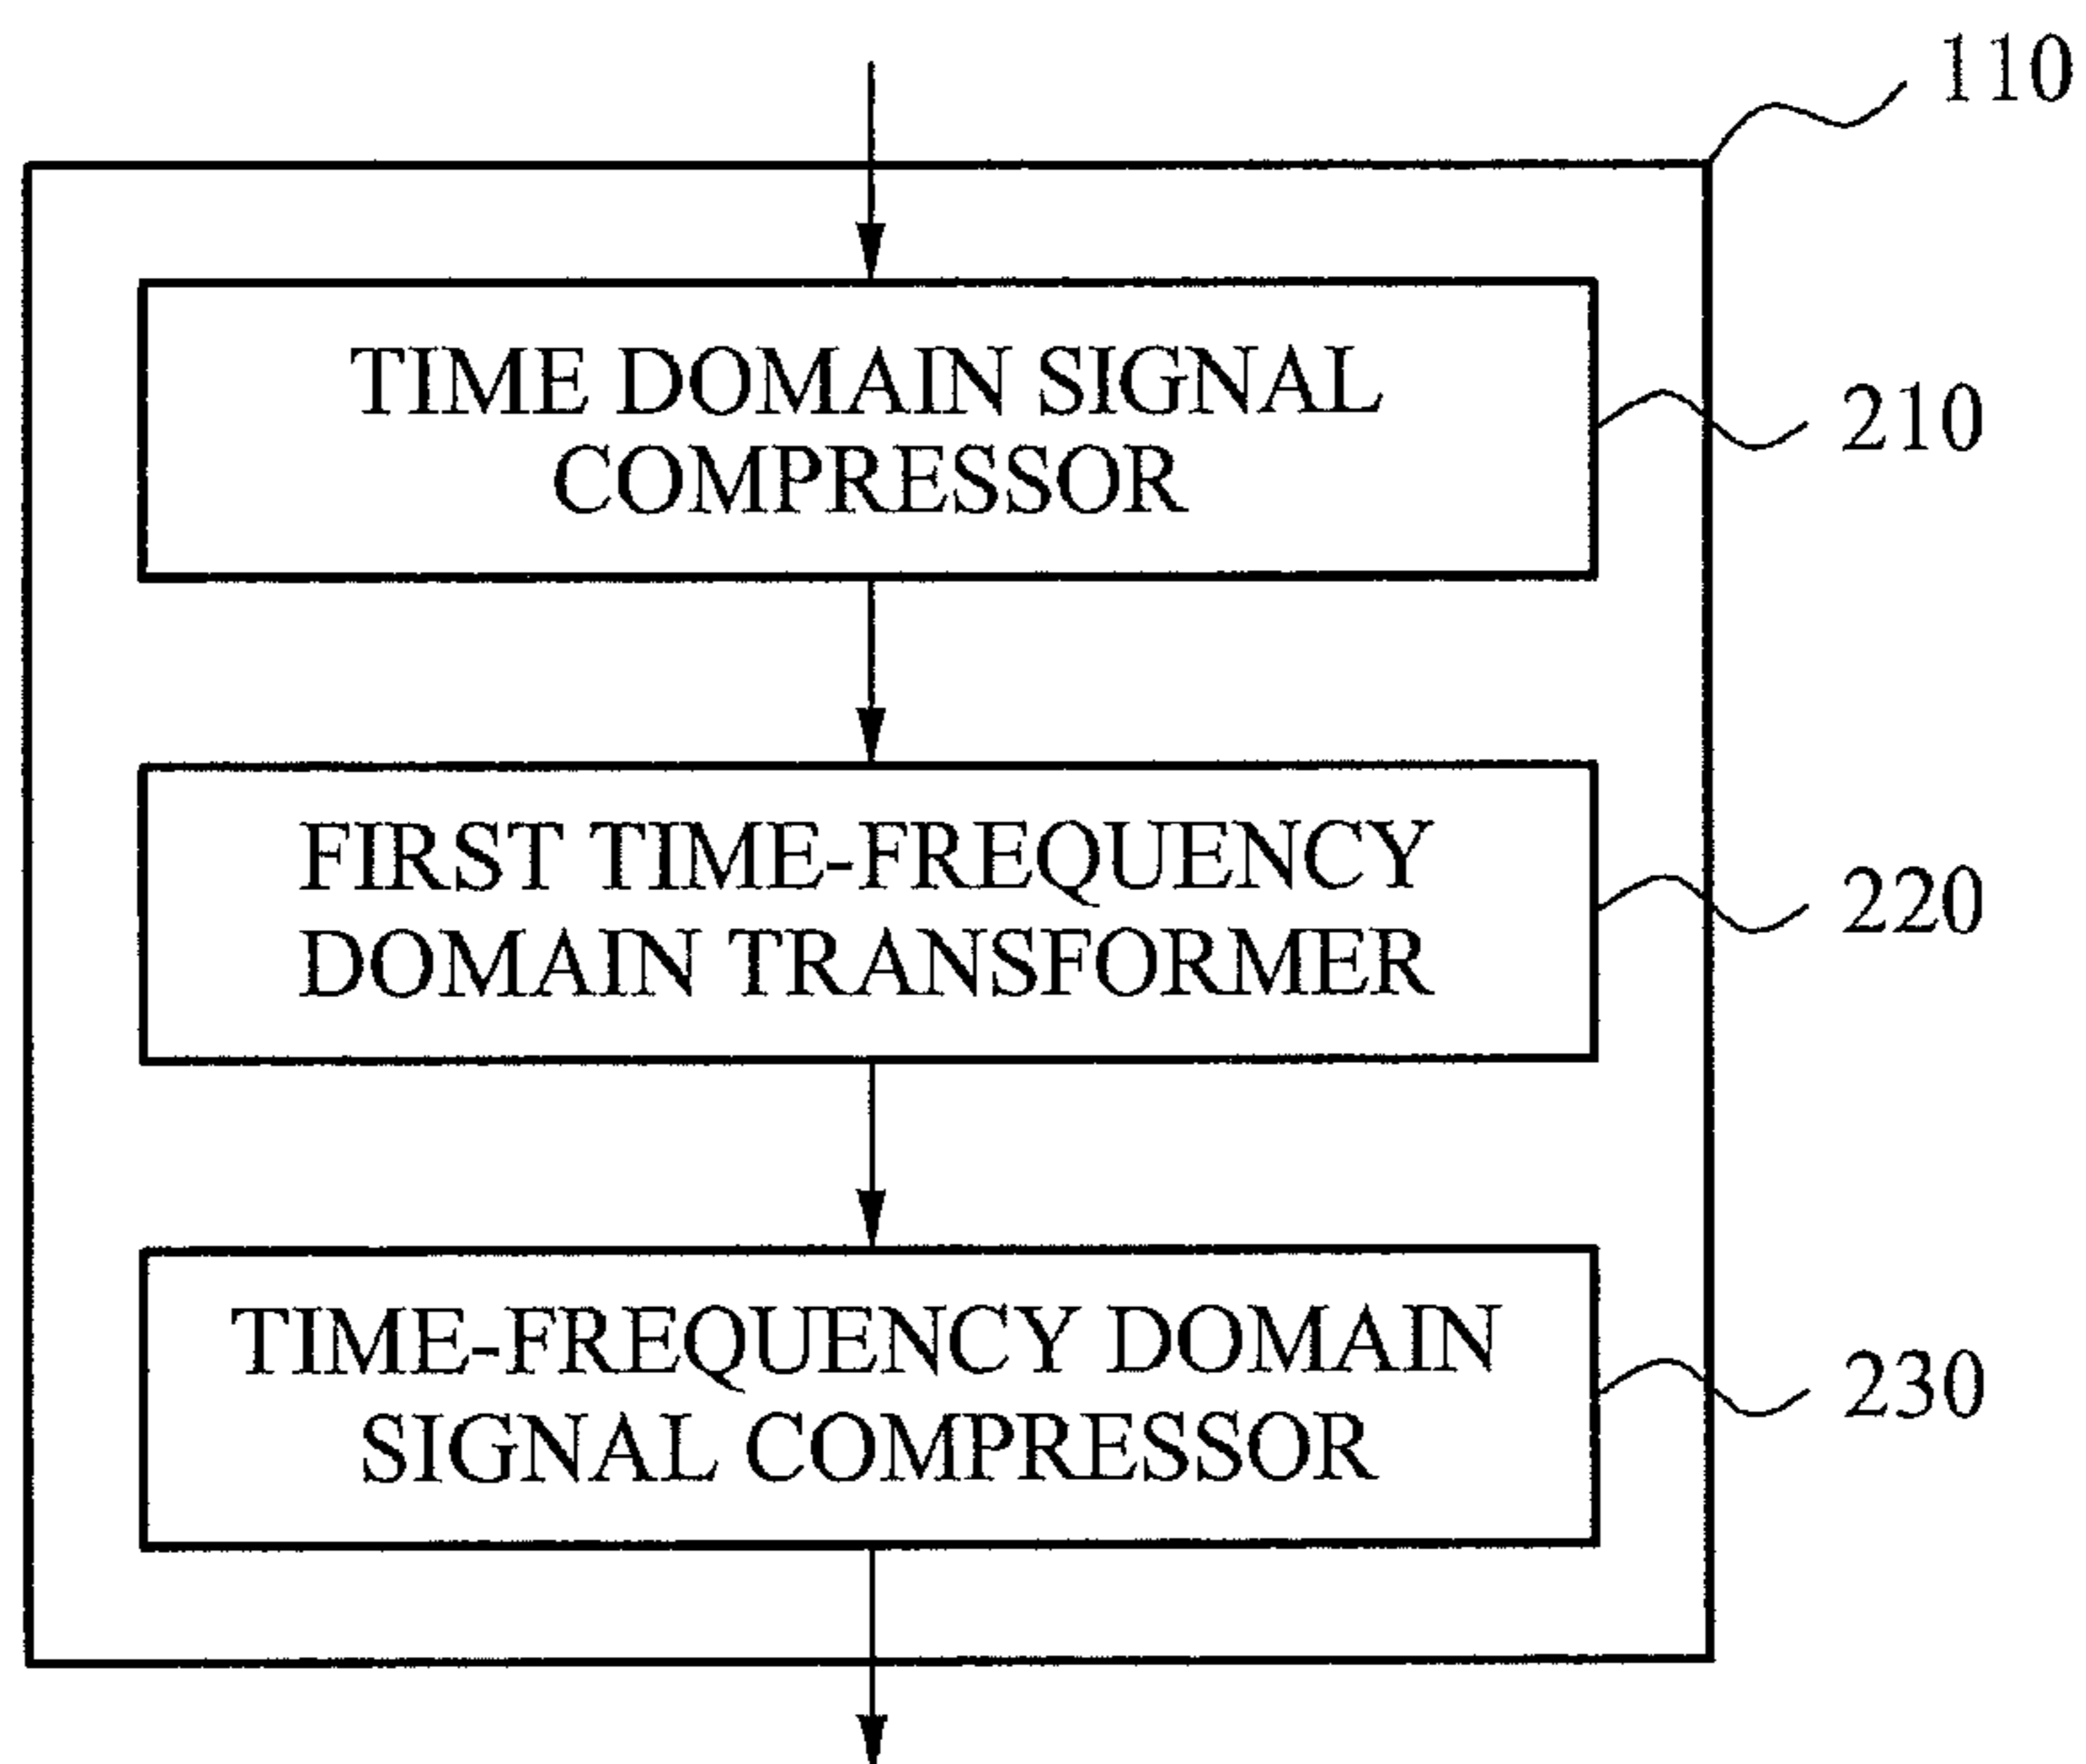 110
TIME DOMAIN SIGNAL
COMPRESSOR
210
FIRST TIME-FREQUENCY
DOMAIN TRANSFORMER
220
TIME-FREQUENCY DOMAIN
SIGNAL COMPRESSOR
230